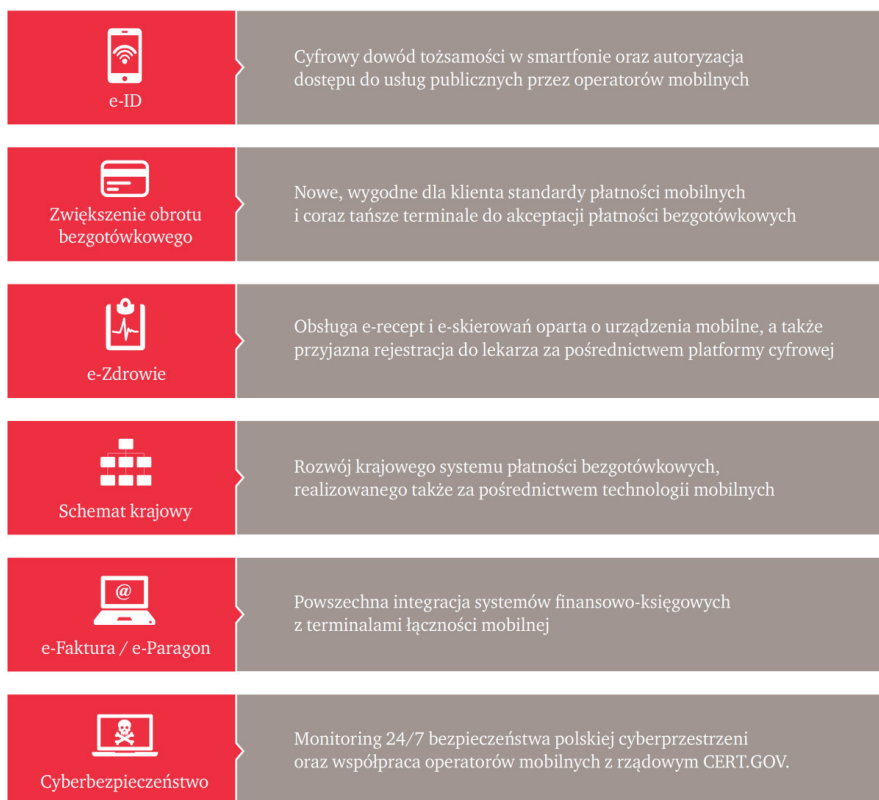 e-ID
Cyfrowy dowód tożsamości w smartfonie oraz autoryzacja
dostępu do usług publicznych przez operatorów mobilnych
Zwiększenie obrotu
bezgotówkowego
Nowe, wygodne dla klienta standardy płatności mobilnych
i coraz tańsze terminale do akceptacji płatności bezgotówkowych
e-Zdrowie
Obsługa e-recept i e-skierowań oparta o urządzenia mobilne, a także
przyjazna rejestracja do lekarza za pośrednictwem platformy cyfrowej
Schemat krajowy
Rozwój krajowego systemu płatności bezgotówkowych,
realizowanego także za pośrednictwem technologii mobilnych
@
e-Faktura / e-Paragon
Powszechna integracja systemów finansowo-księgowych
z terminalami łączności mobilnej
Cyberbezpieczeństwo
Monitoring 24/7 bezpieczeństwa polskiej cyberprzestrzeni
oraz współpraca operatorów mobilnych z rządowym CERT.GOV.